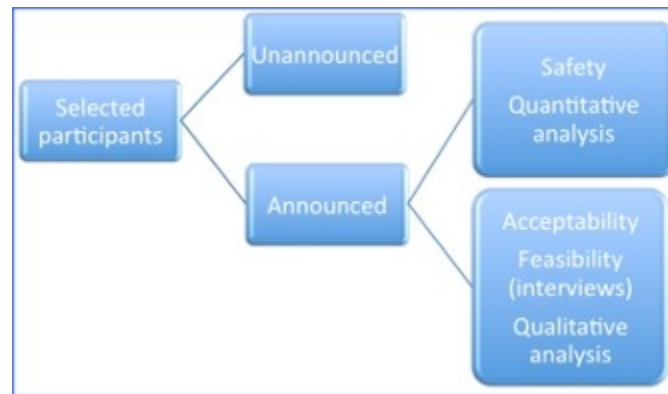 Selected
participants
Unannounced
Announced
Safety
Quantitative
analysis
Acceptability
Feasibility
(interviews)
Qualitative
analysis